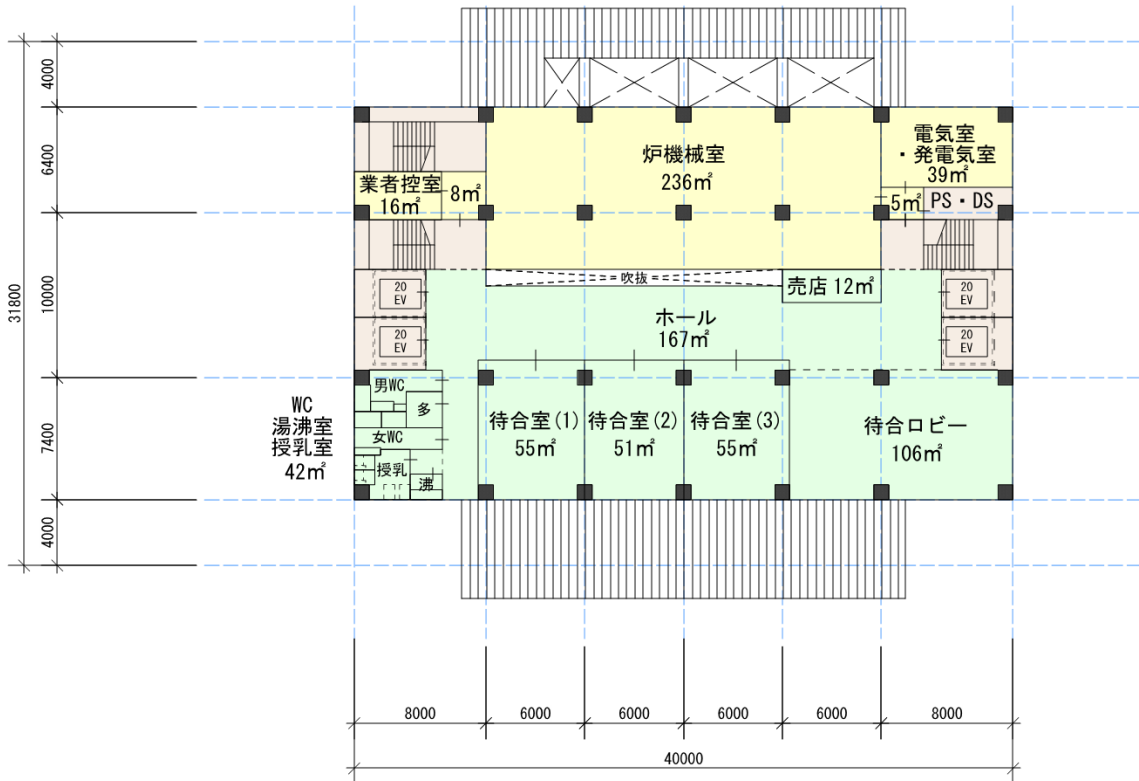 4000
6400
10000
7400
4000
31800
炉機械室
236㎡
電気室
・発電気室
39㎡
業者控室
16㎡
8㎡
5㎡
PS・DS
吹抜
売店 12㎡
20
EV
20
EV
20
EV
20
EV
ホール
167㎡
男WC
多
女WC
授乳
沸
WC
湯沸室
授乳室
42㎡
待合室(1)
55㎡
待合室(2)
51㎡
待合室(3)
55㎡
待合ロビー
106㎡
8000
6000
6000
6000
6000
8000
40000